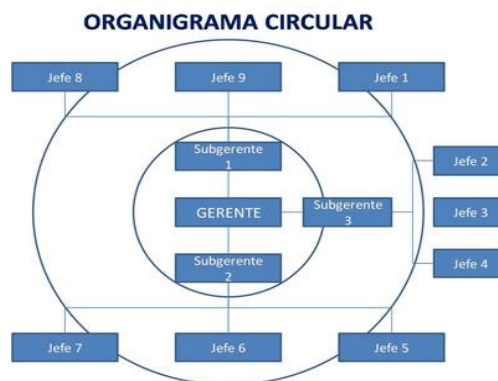 ORGANIGRAMA CIRCULAR
Jefe 8
Jefe 9
Jefe 1
Subgerente
1
Jefe 2
GERENTE
Subgerente
3
Jefe 3
Subgerente
2
Jefe 4
Jefe 7
Jefe 6
Jefe 5